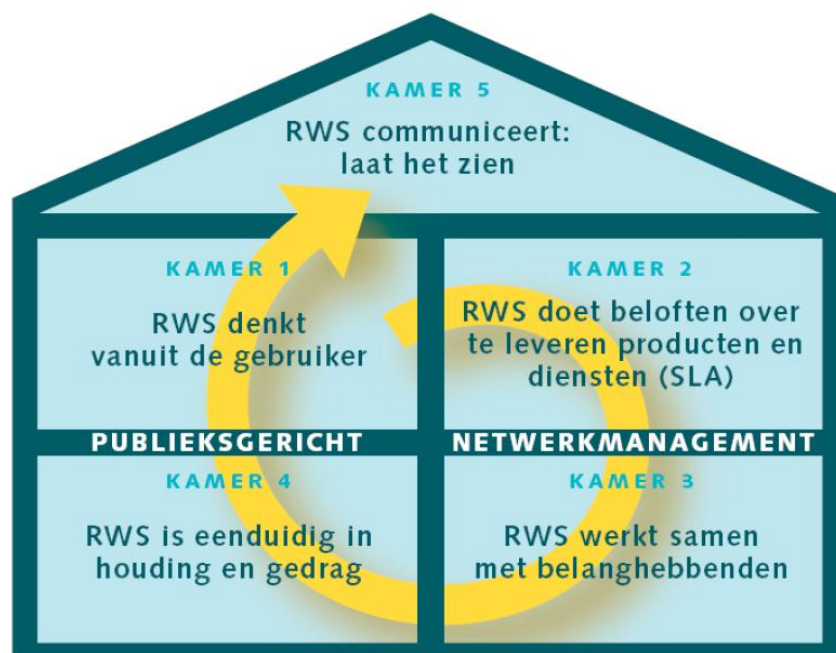 KAMER 5
RWS communiceert:
laat het zien
KAMER 1
RWS denkt
vanuit de gebruiker
KAMER 2
RWS doet beloften over
te leveren producten en
diensten (SLA)
PUBLIEKSGERICHT NETWERKMANAGEMENT
KAMER 4
RWS is eenduidig in
houding en gedrag
KAMER 3
RWS werkt samen
met belanghebbenden